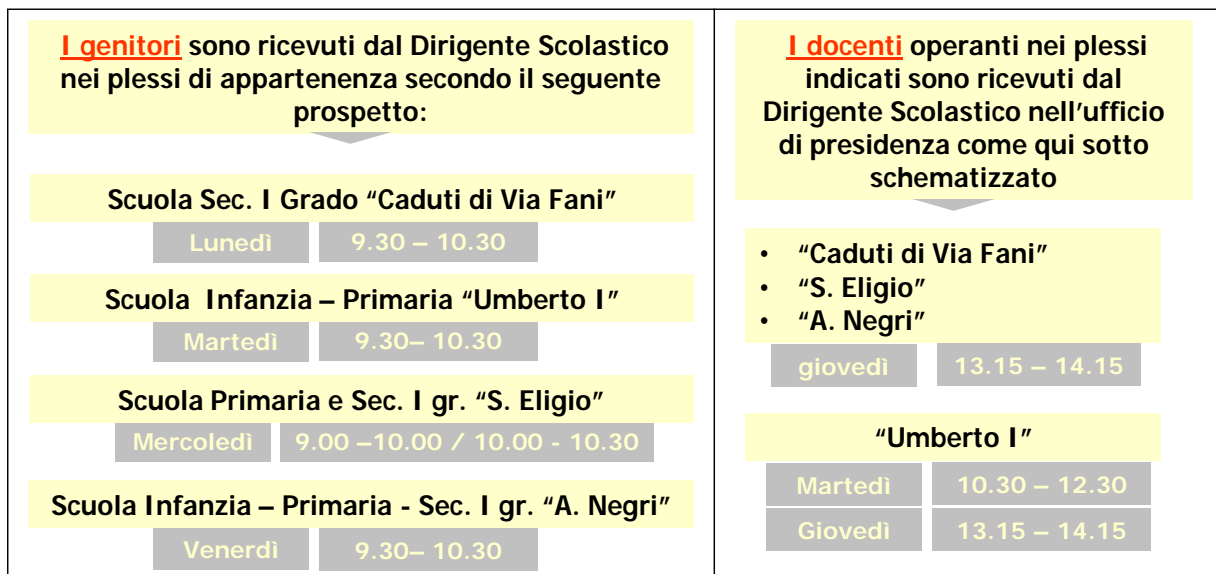 I genitori sono ricevuti dal Dirigente Scolastico
nei plessi di appartenenza secondo il seguente
prospetto:
Scuola Sec. I Grado “Caduti di Via Fani”
Lunedì 9.30 – 10.30
Scuola Infanzia – Primaria “Umberto I”
Martedì 9.30– 10.30
Scuola Primaria e Sec. I gr. “S. Eligio”
Mercoledì 9.00 –10.00 / 10.00 - 10.30
Scuola Infanzia – Primaria - Sec. I gr. “A. Negri”
Venerdì 9.30– 10.30
I docenti operanti nei plessi
indicati sono ricevuti dal
Dirigente Scolastico nell’ufficio
di presidenza come qui sotto
schematizzato
• “Caduti di Via Fani”
• “S. Eligio”
• “A. Negri”
giovedì 13.15 – 14.15
“Umberto I”
Martedì 10.30 – 12.30
Giovedì 13.15 – 14.15